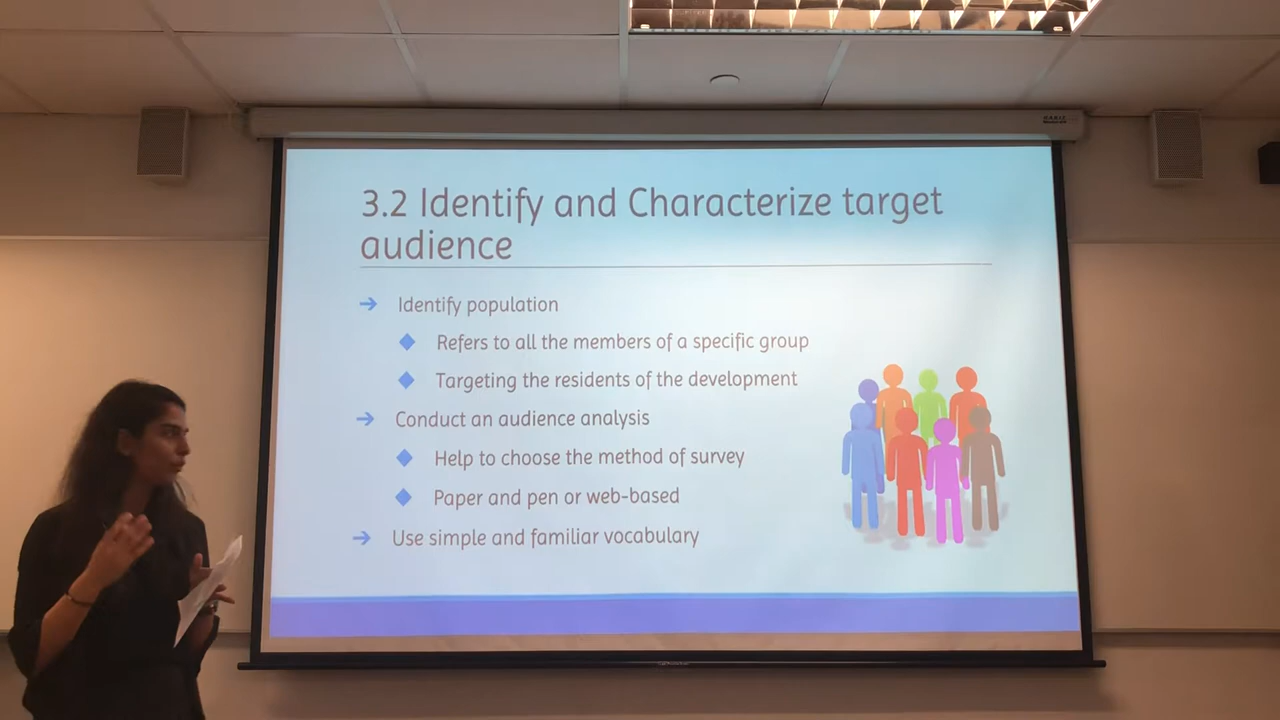 3.2 Identify and Characterize target
audience
Identify population
Refers to all the members of a specific group
Targeting the residents of the development
Conduct an audience analysis
Help to choose the method of survey
Paper and pen or web-based
Use simple and familiar vocabulary